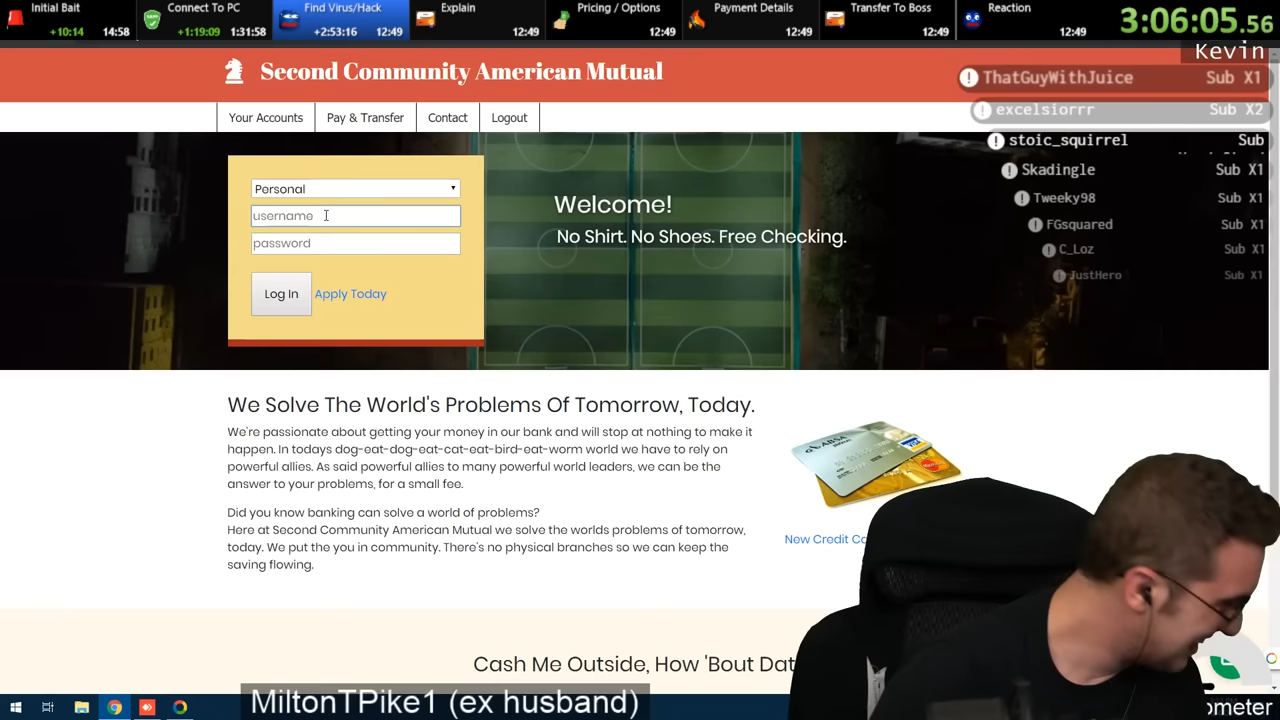 Initial Bait
+10:14 14:58
Connect To PC
+1:19:09 1:31:58
Find Virus/Hack
+2:53:16 12:49
Explain
12:49
Pricing / Options
12:49
Payment Details
12:49
Transfer To Boss
12:49
Reaction
12:49
3:06:05.56
Kevin
Second Community American Mutual
ThatGuyWithJuice Sub X1
excelsiorrr Sub X2
stoic_squirrel Sub
Skadingle Sub X1
Tweeky98 Sub X1
FGsquared Sub X1
C_Loz Sub X1
JustHero Sub X1
Your Accounts
Pay & Transfer
Contact
Logout
Personal
username
password
Log In
Apply Today
Welcome!
No Shirt. No Shoes. Free Checking.
We Solve The World's Problems Of Tomorrow, Today.
We're passionate about getting your money in our bank and will stop at nothing to make it
happen. In todays dog-eat-dog-eat-cat-eat-bird-eat-worm world we have to rely on
powerful allies. As said powerful allies to many powerful world leaders, we can be the
answer to your problems, for a small fee.
Did you know banking can solve a world of problems?
Here at Second Community American Mutual we solve the worlds problems of tomorrow,
today. We put the you in community. There's no physical branches so we can keep the
saving flowing.
New Credit
Cash Me Outside, How 'Bout Dat
MiltonTPike1 (ex husband)
ometer